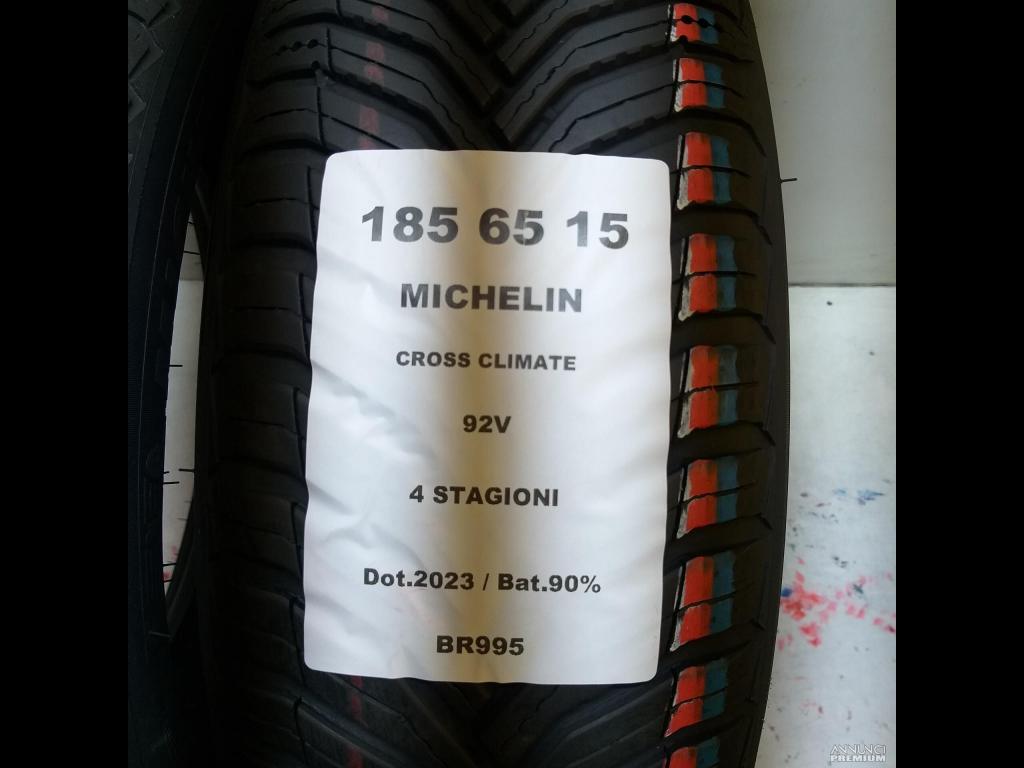 185 65 15
MICHELIN
CROSS CLIMATE
92V
4 STAGIONI
Dot.2023 / Bat.90%
BR995
ANNUNCI
PREMIUM